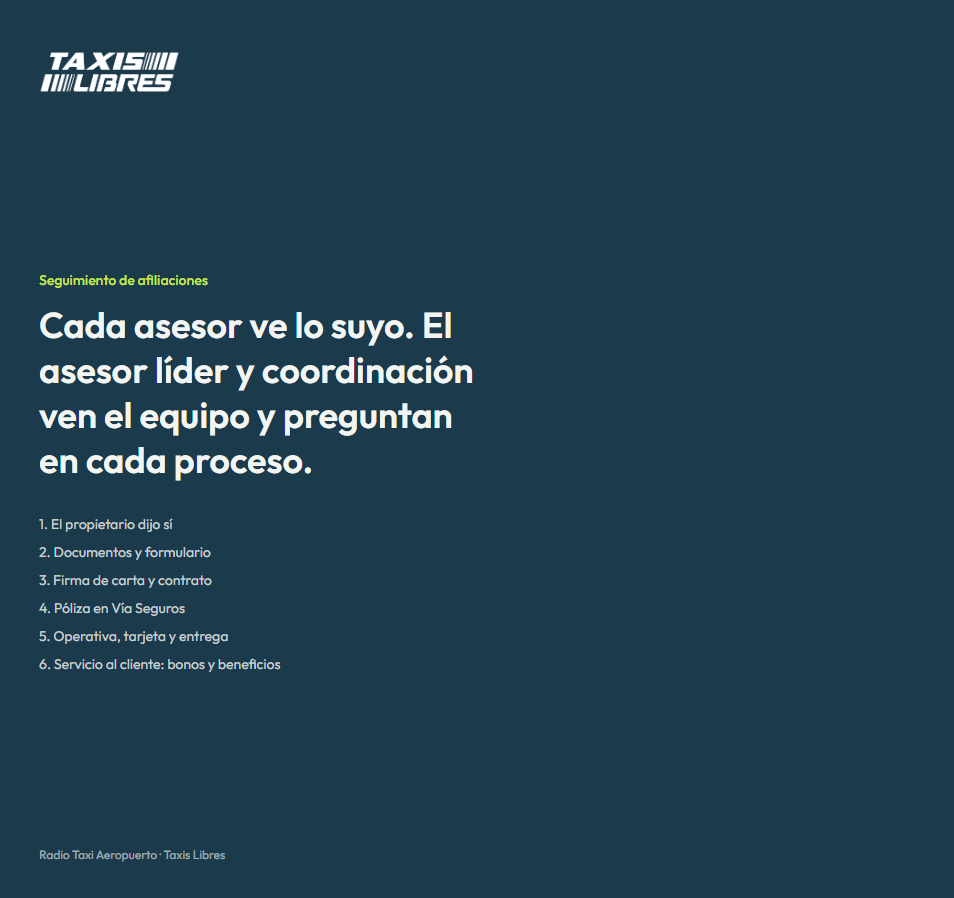 TAXIS
LIBRES
Seguimiento de afiliaciones
Cada asesor ve lo suyo. El
asesor líder y coordinación
ven el equipo y preguntan
en cada proceso.
1. El propietario dijo sí
2. Documentos y formulario
3. Firma de carta y contrato
4. Póliza en Vía Seguros
5. Operativa, tarjeta y entrega
6. Servicio al cliente: bonos y beneficios
Radio Taxi Aeropuerto · Taxis Libres